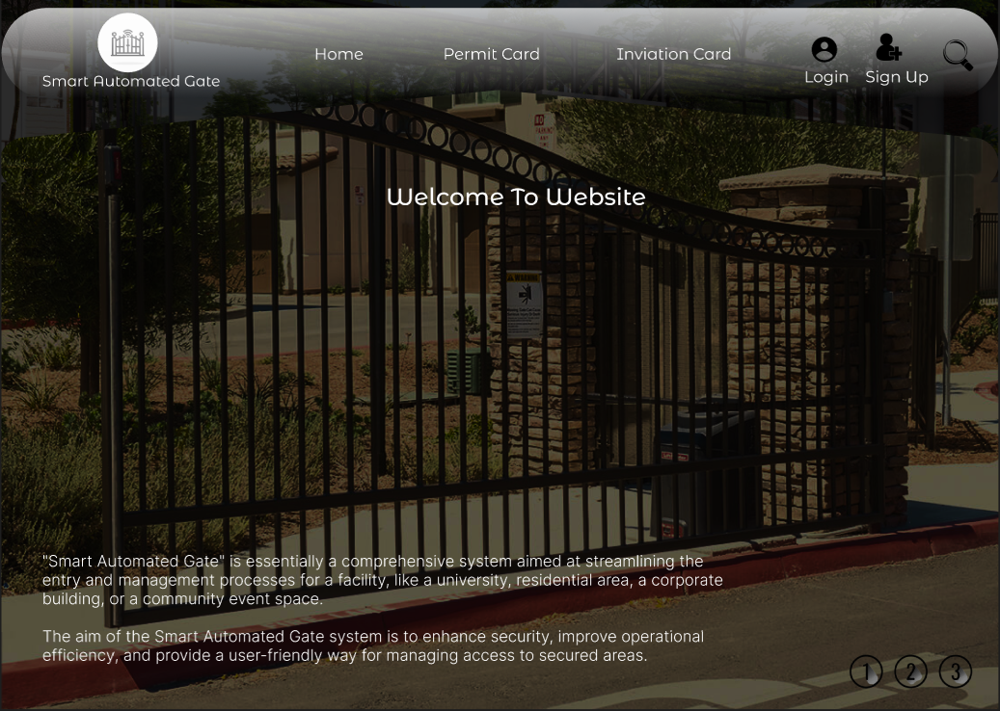 Smart Automated Gate
Home
Permit Card
Inviation Card
Login
Sign Up
Welcome To Website
WARNING
"Smart Automated Gate" is essentially a comprehensive system aimed at streamlining the
entry and management processes for a facility, like a university, residential area, a corporate
building, or a community event space.
The aim of the Smart Automated Gate system is to enhance security, improve operational
efficiency, and provide a user-friendly way for managing access to secured areas.
1 2 3